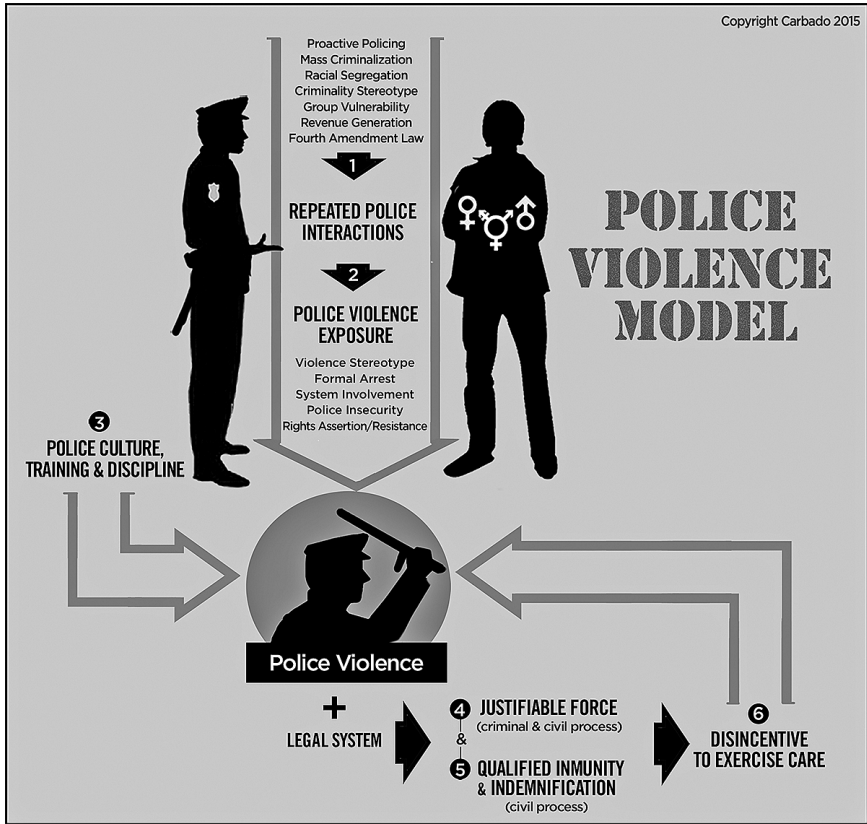 Copyright Carbado 2015
Proactive Policing
Mass Criminalization
Racial Segregation
Criminality Stereotype
Group Vulnerability
Revenue Generation
Fourth Amendment Law
1
REPEATED POLICE
INTERACTIONS
2
POLICE VIOLENCE
EXPOSURE
Violence Stereotype
Formal Arrest
System Involvement
Police Insecurity
Rights Assertion/Resistance
POLICE
VIOLENCE
MODEL
3
POLICE CULTURE,
TRAINING & DISCIPLINE
Police Violence
+
LEGAL SYSTEM
4 JUSTIFIABLE FORCE
(criminal & civil process)
&
5 QUALIFIED INMUNITY
& INDEMNIFICATION
(civil process)
6
DISINCENTIVE
TO EXERCISE CARE